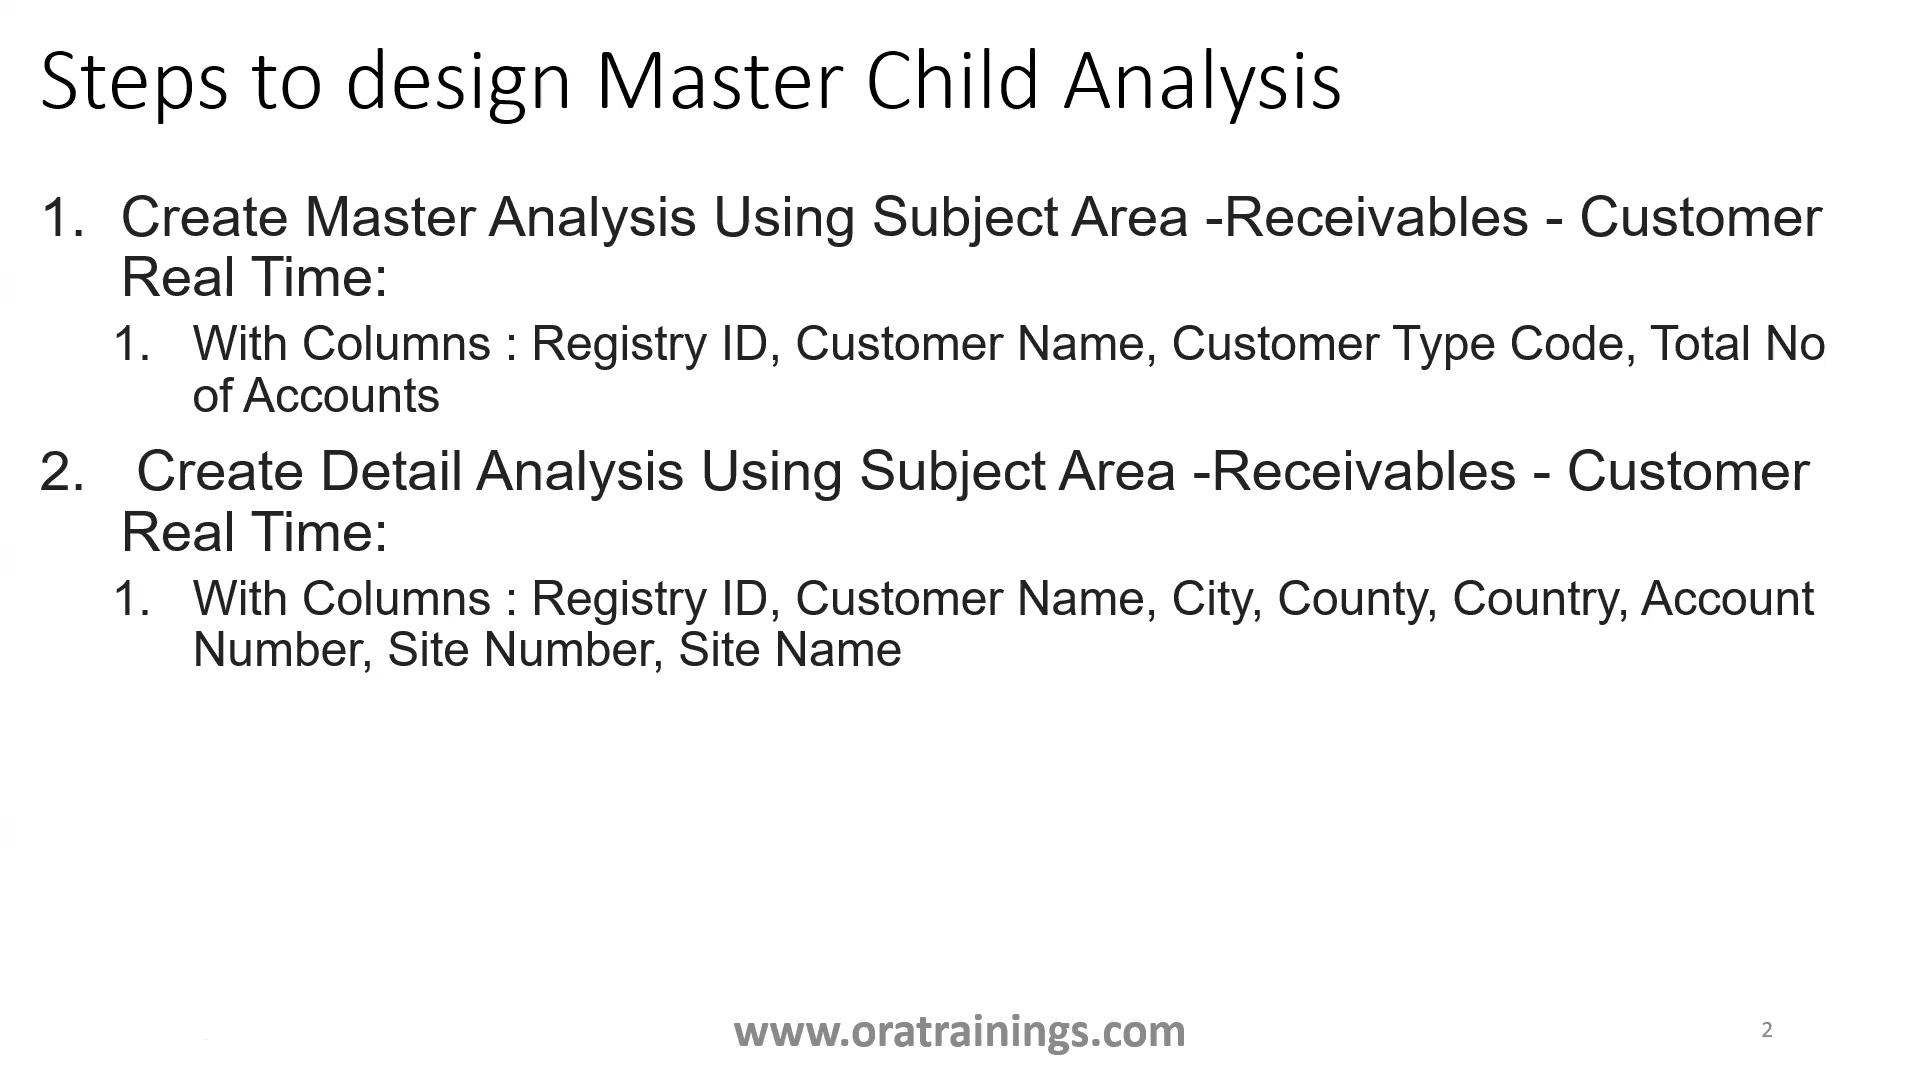 Steps to design Master Child Analysis
1. Create Master Analysis Using Subject Area -Receivables - Customer
Real Time:
1. With Columns : Registry ID, Customer Name, Customer Type Code, Total No
of Accounts
2. Create Detail Analysis Using Subject Area -Receivables - Customer
Real Time:
1. With Columns : Registry ID, Customer Name, City, County, Country, Account
Number, Site Number, Site Name
www.oratrainings.com
2